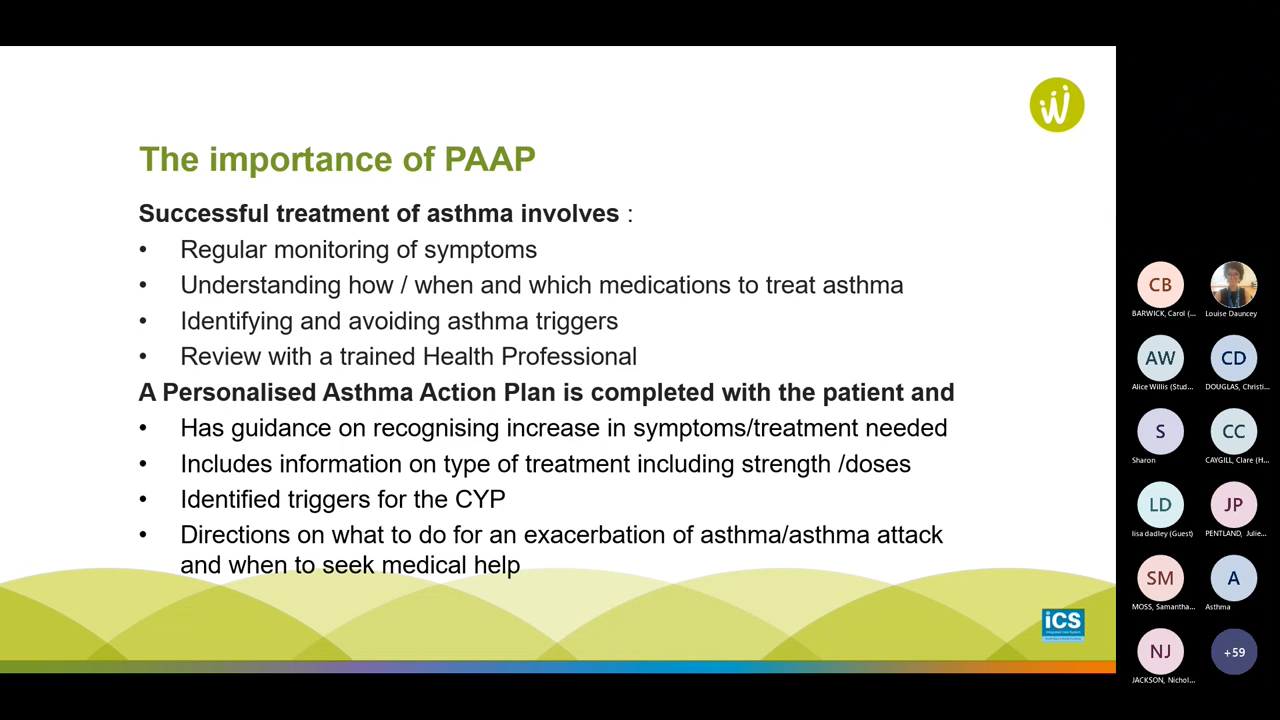 The importance of PAAP
Successful treatment of asthma involves :
• Regular monitoring of symptoms
• Understanding how / when and which medications to treat asthma
• Identifying and avoiding asthma triggers
• Review with a trained Health Professional
A Personalised Asthma Action Plan is completed with the patient and
• Has guidance on recognising increase in symptoms/treatment needed
• Includes information on type of treatment including strength /doses
• Identified triggers for the CYP
• Directions on what to do for an exacerbation of asthma/asthma attack
and when to seek medical help
iCS
Integrated Care System
CB
BARWICK, Carol (...
Louise Dauncey
AW
Alice Willis (Stud...
CD
DOUGLAS, Christi...
S
Sharon
CC
CAYGILL, Clare (H...
LD
lisa dadley (Guest)
JP
PENTLAND, Julie...
SM
MOSS, Samantha...
A
Asthma
NJ
JACKSON, Nichol...
+59